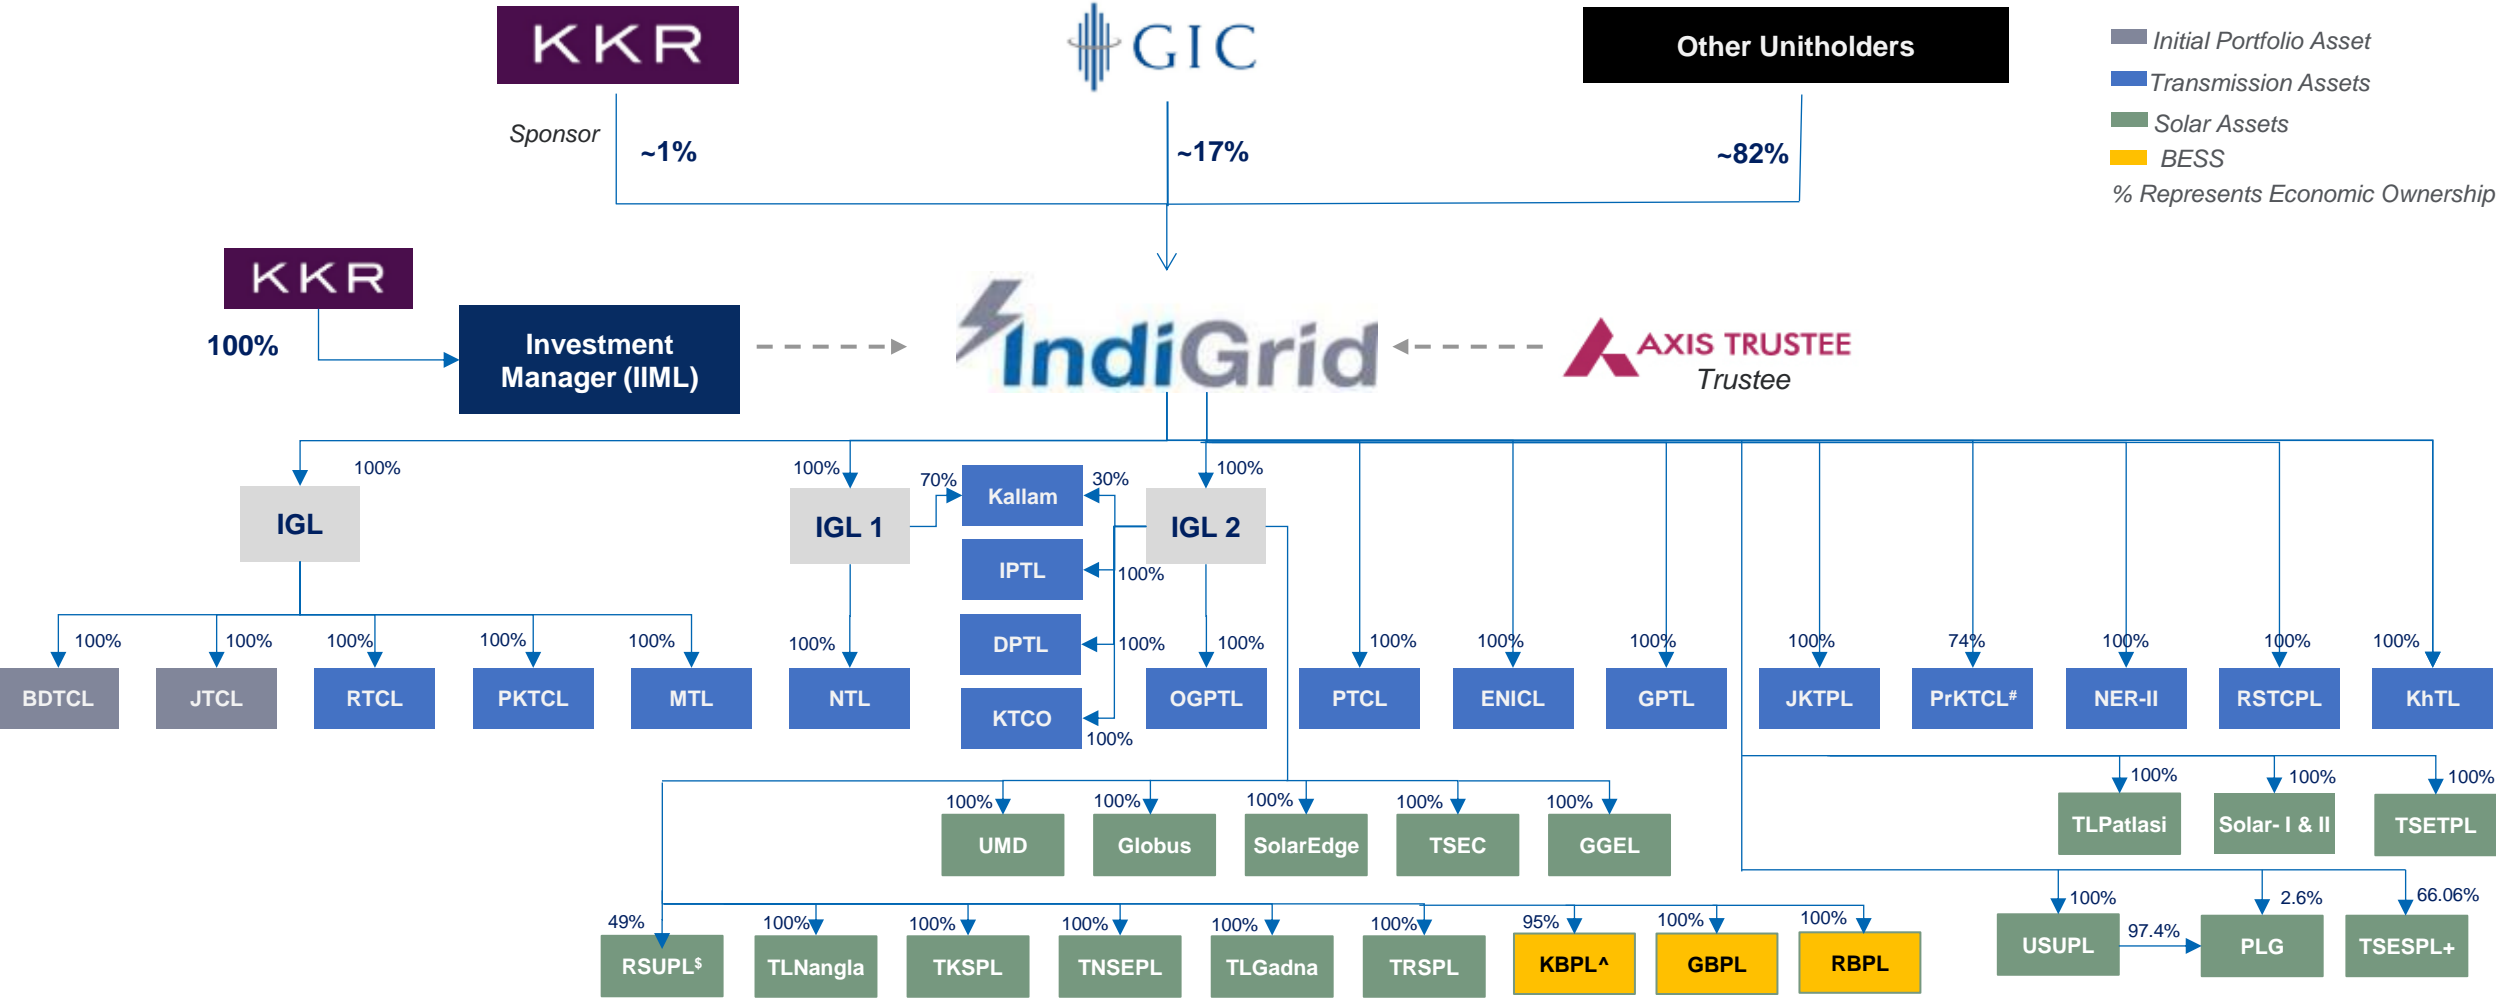 KKR
GIC
Other Unitholders
Initial Portfolio Asset
Transmission Assets
Solar Assets
BESS
% Represents Economic Ownership
Sponsor
~1%
~17%
~82%
KKR
100%
Investment
Manager (IIML)
IndiGrid
AXIS TRUSTEE
Trustee
100%
100%
70%
30%
100%
IGL
IGL 1
Kallam
IGL 2
IPTL
100%
DPTL
100%
KTCO
100%
100%
100%
100%
100%
100%
100%
100%
100%
100%
100%
100%
74%
100%
100%
100%
BDTCL
JTCL
RTCL
PKTCL
MTL
NTL
OGPTL
PTCL
ENICL
GPTL
JKTPL
PrKTCL#
NER-II
RSTCPL
KhTL
100%
100%
100%
TLPatlasi
Solar- I & II
TSETPL
100%
100%
100%
100%
100%
UMD
Globus
SolarEdge
TSEC
GGEL
49%
100%
100%
100%
100%
100%
95%
100%
100%
RSUPL$
TLNangla
TKSPL
TNSEPL
TLGadna
TRSPL
KBPL^
GBPL
RBPL
100%
2.6%
66.06%
USUPL
97.4%
PLG
TSESPL+